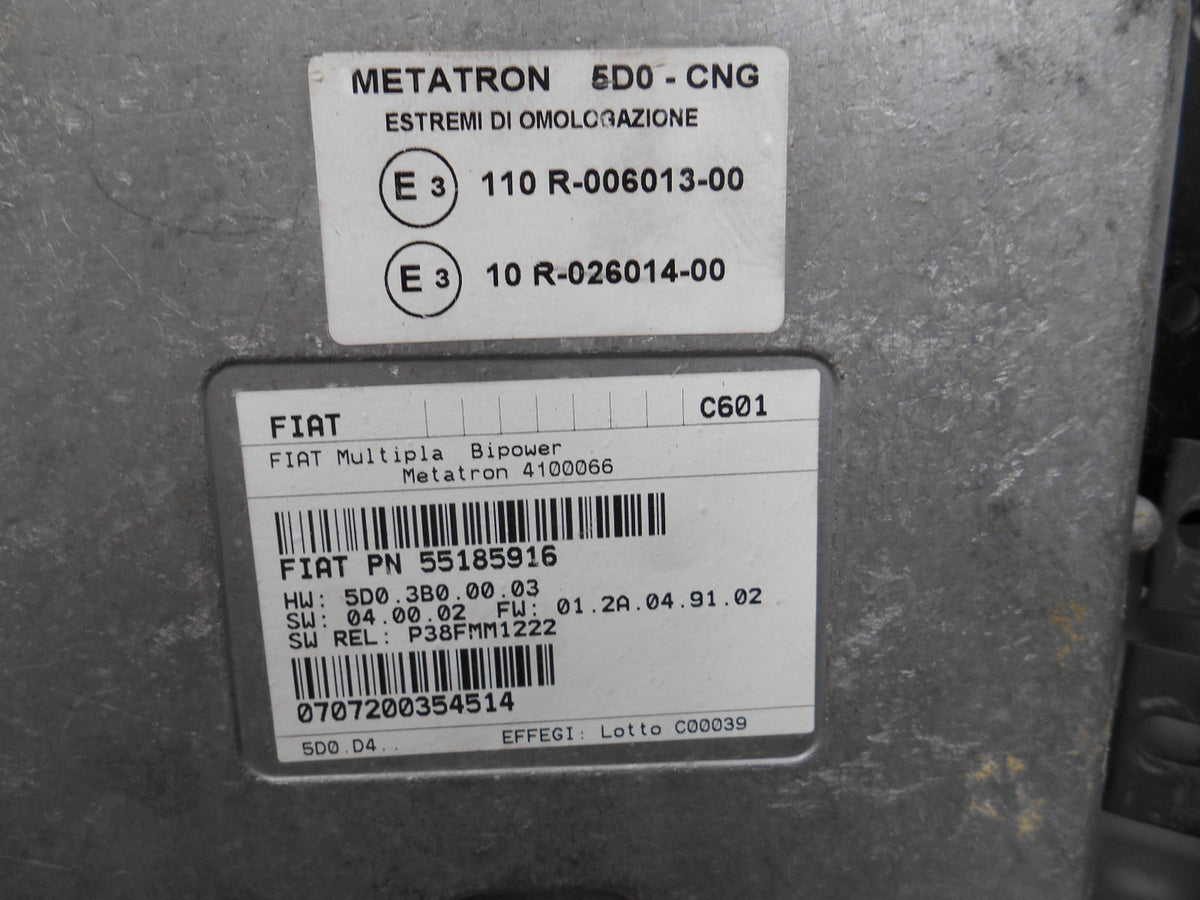 METATRON 5D0 - CNG
ESTREMI DI OMOLOGAZIONE
E 3 110 R-006013-00
E 3 10 R-026014-00
FIAT C601
FIAT Multipla Bipower
Metatron 4100066
FIAT PN 55185916
HW: 5D0.3B0.00.03
SW: 04.00.02 FW: 01.2A.04.91.02
SW REL: P38FMM1222
0707200354514
5D0.D4.. EFFEGI: Lotto C00039